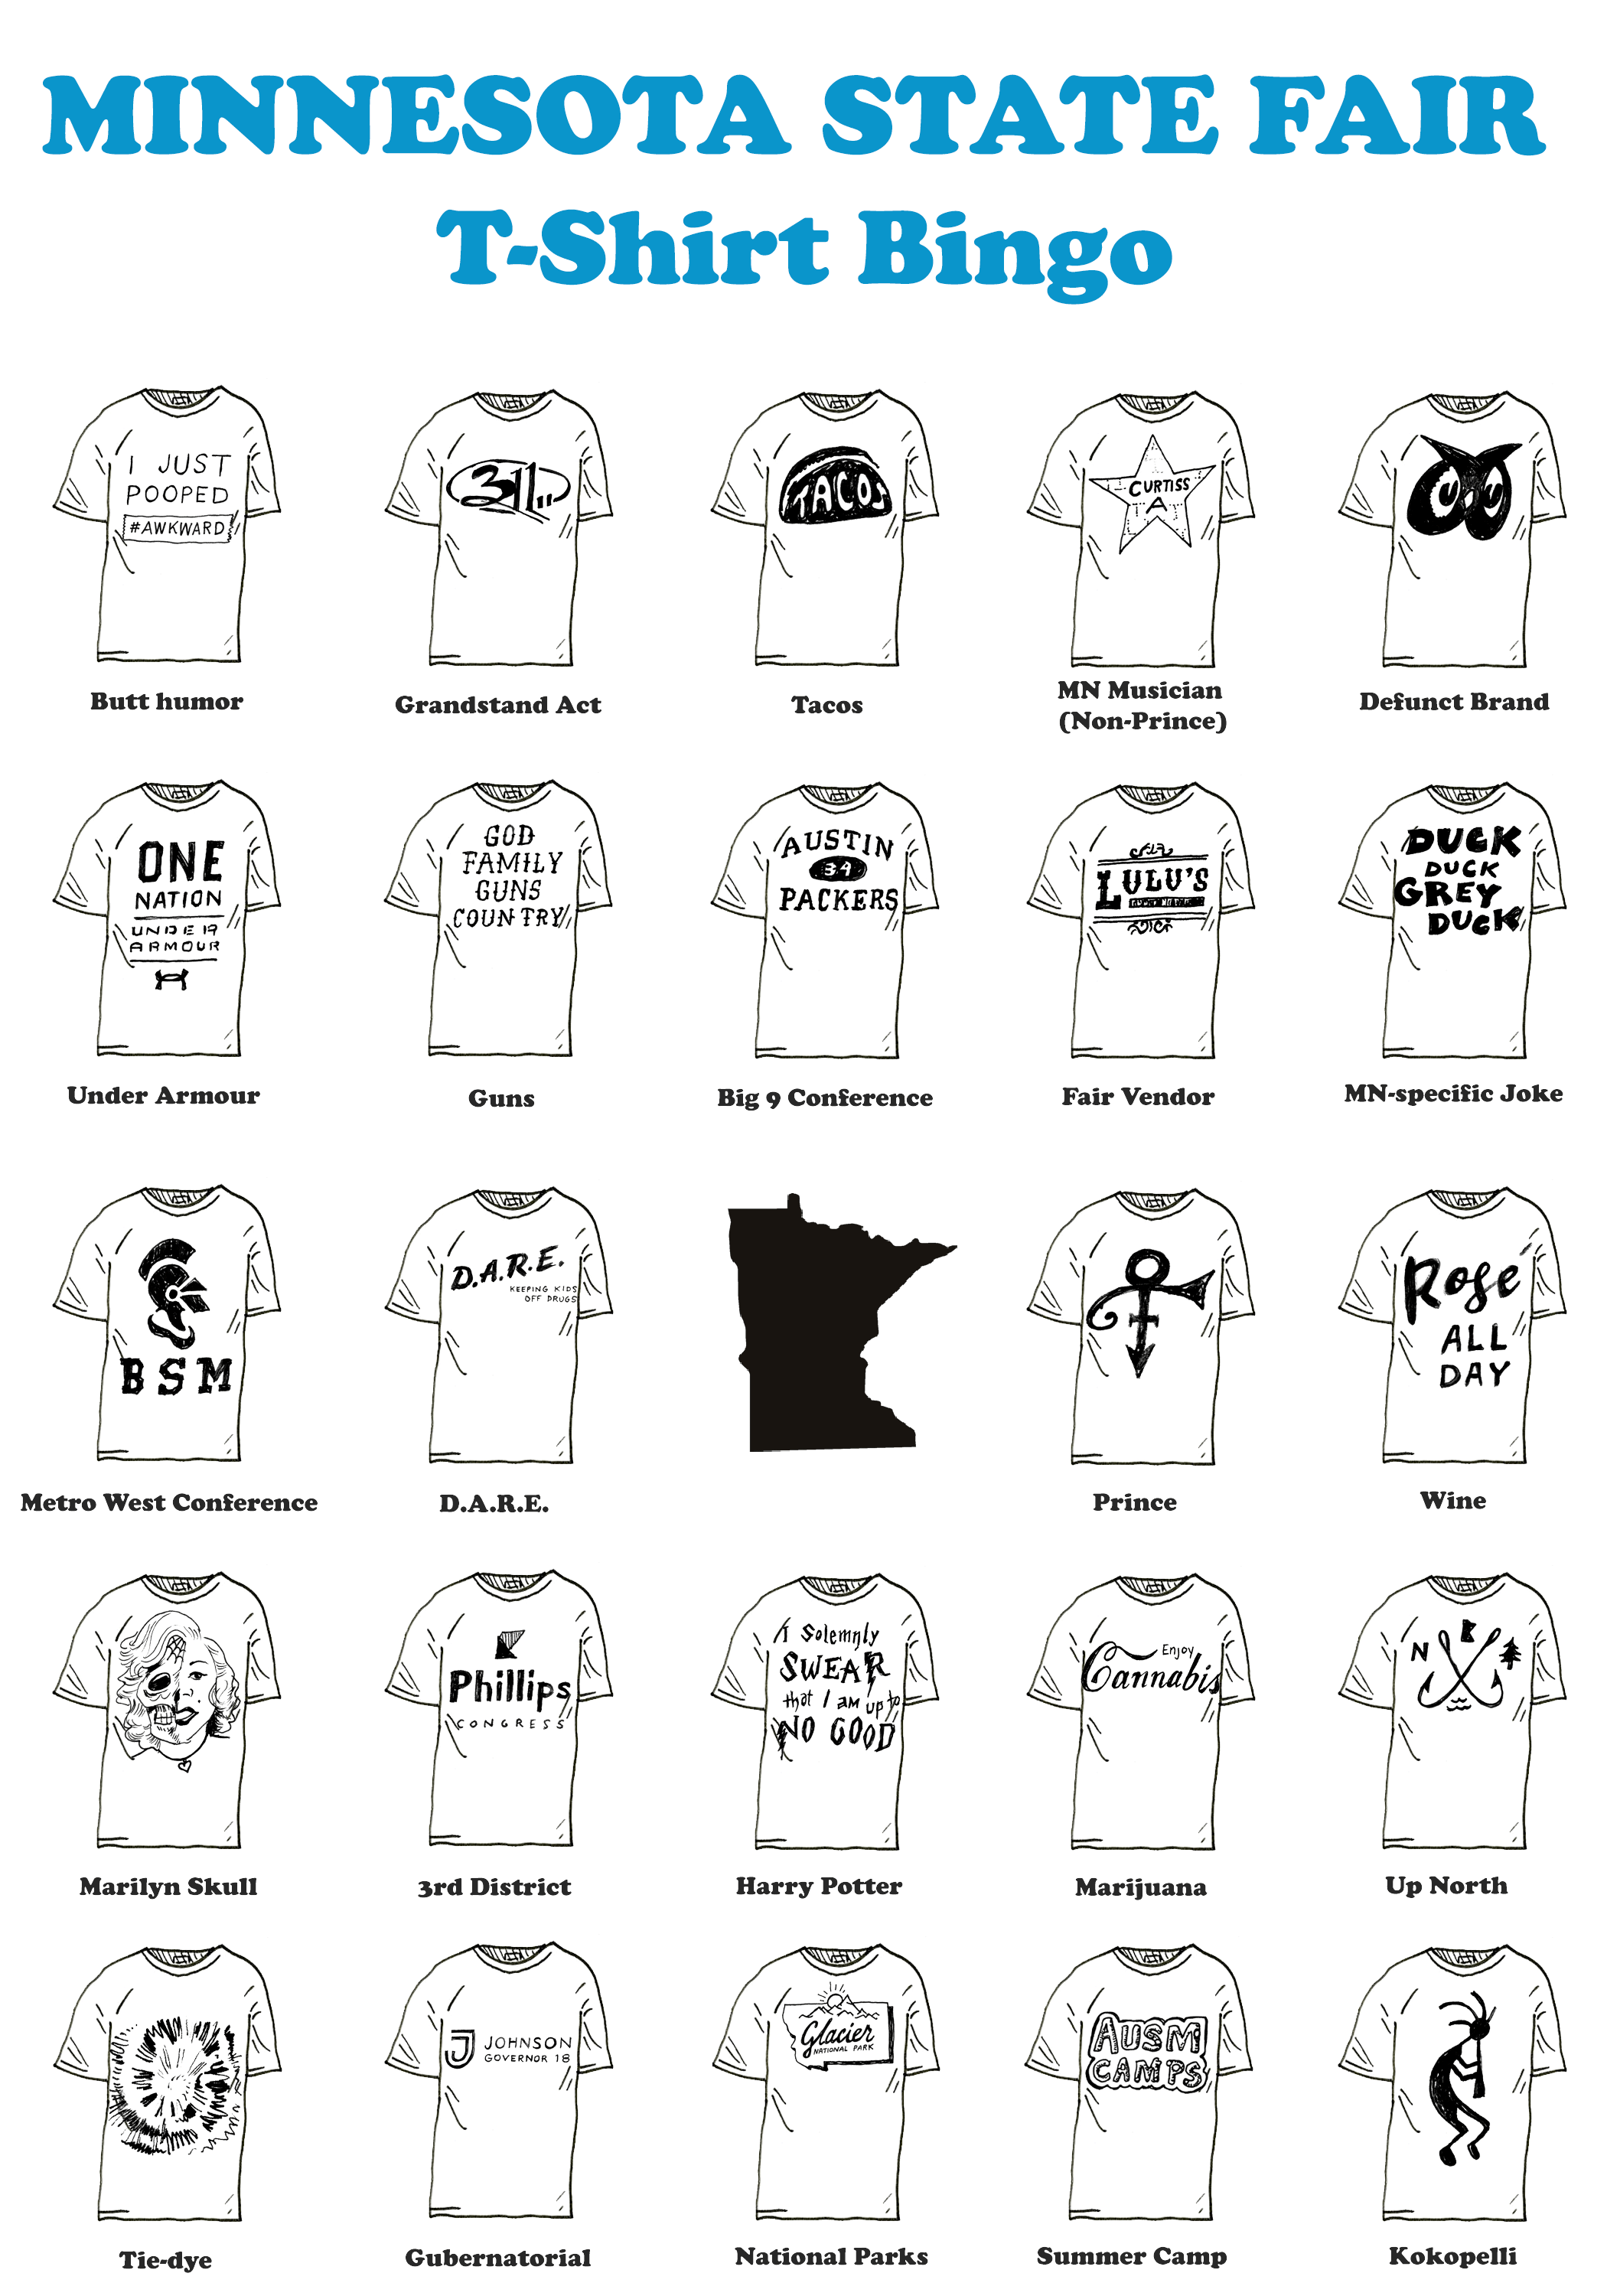 MINNESOTA STATE FAIR
T-Shirt Bingo
I JUST
POOPED
#AWKWARD
311
TACOS
CURTISS
A
Butt humor
Grandstand Act
Tacos
MN Musician
(Non-Prince)
Defunct Brand
ONE
NATION
UNDER
ARMOUR
GOD
FAMILY
GUNS
COUNTRY
AUSTIN
34
PACKERS
LULU'S
DUCK
DUCK
GREY
DUCK
Under Armour
Guns
Big 9 Conference
Fair Vendor
MN-specific Joke
BSM
D.A.R.E.
KEEPING KIDS
OFF DRUGS
Rosé
ALL
DAY
Metro West Conference
D.A.R.E.
Prince
Wine
Phillips
CONGRESS
I Solemnly
SWEAR
that I am up to
NO GOOD
Enjoy
Cannabis
N
Marilyn Skull
3rd District
Harry Potter
Marijuana
Up North
JOHNSON
GOVERNOR 18
Glacier
NATIONAL PARK
AUSM
CAMPS
Tie-dye
Gubernatorial
National Parks
Summer Camp
Kokopelli